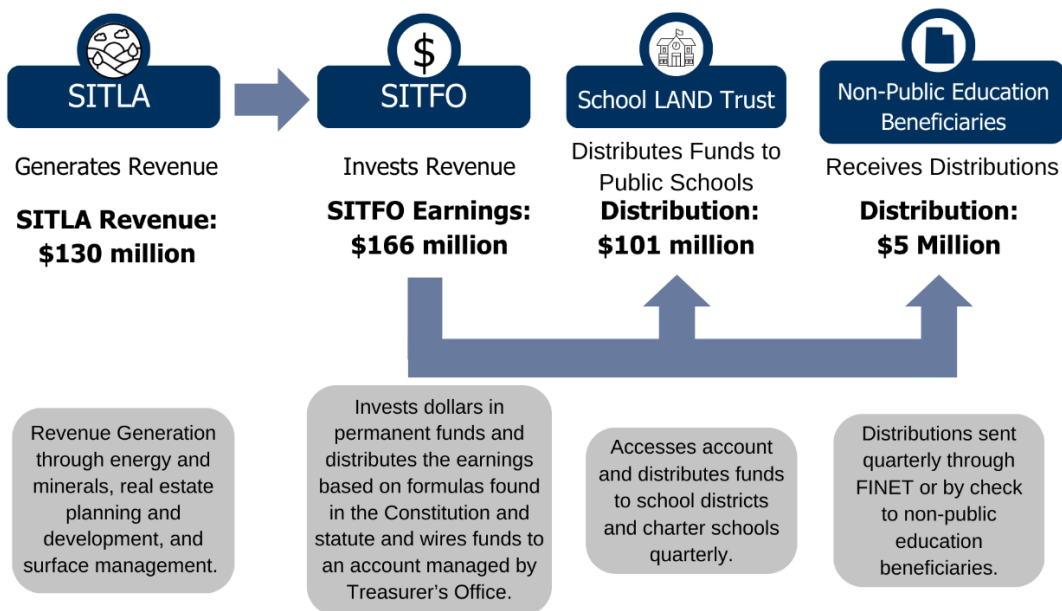 $
SITLA
Generates Revenue
SITLA Revenue:
$130 million
SITFO
Invests Revenue
SITFO Earnings:
$166 million
School LAND Trust
Distributes Funds to
Public Schools
Distribution:
$101 million
Non-Public Education
Beneficiaries
Receives Distributions
Distribution:
$5 Million
Revenue Generation
through energy and
minerals, real estate
planning and
development, and
surface management.
Invests dollars in
permanent funds and
distributes the earnings
based on formulas found
in the Constitution and
statute and wires funds to
an account managed by
Treasurer's Office.
Accesses account
and distributes funds
to school districts
and charter schools
quarterly.
Distributions sent
quarterly through
FINET or by check
to non-public
education
beneficiaries.